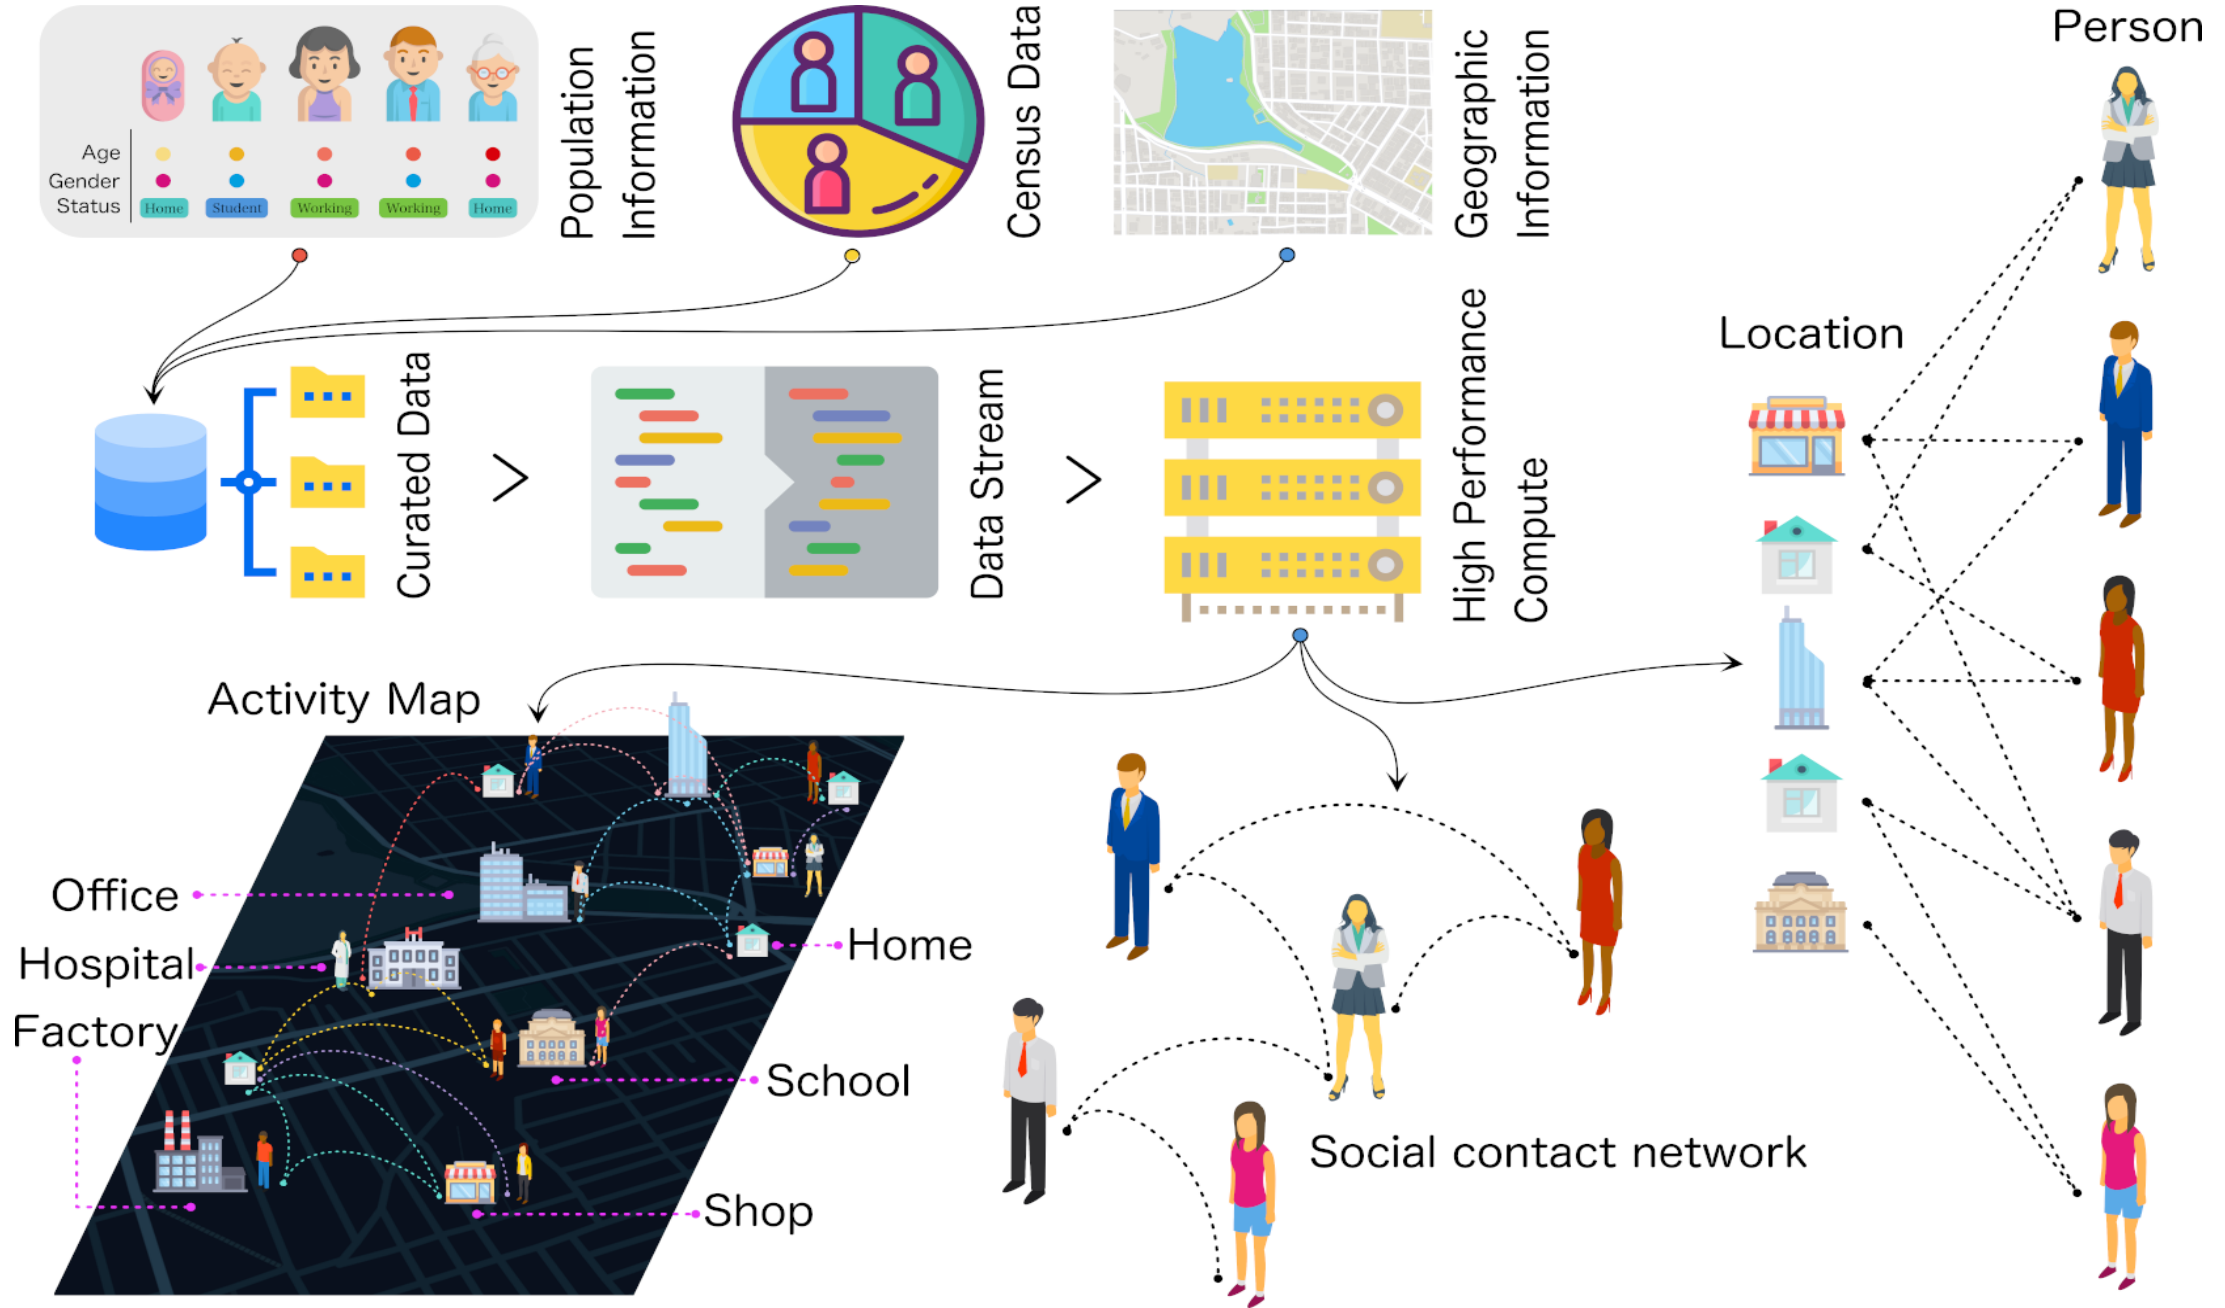 Age
Gender
Status
Home
Student
Working
Working
Home
Population
Information
Census Data
Geographic
Information
Person
Location
Curated Data
Data Stream
High Performance
Compute
Activity Map
Office
Hospital
Factory
Home
School
Shop
H
Social contact network